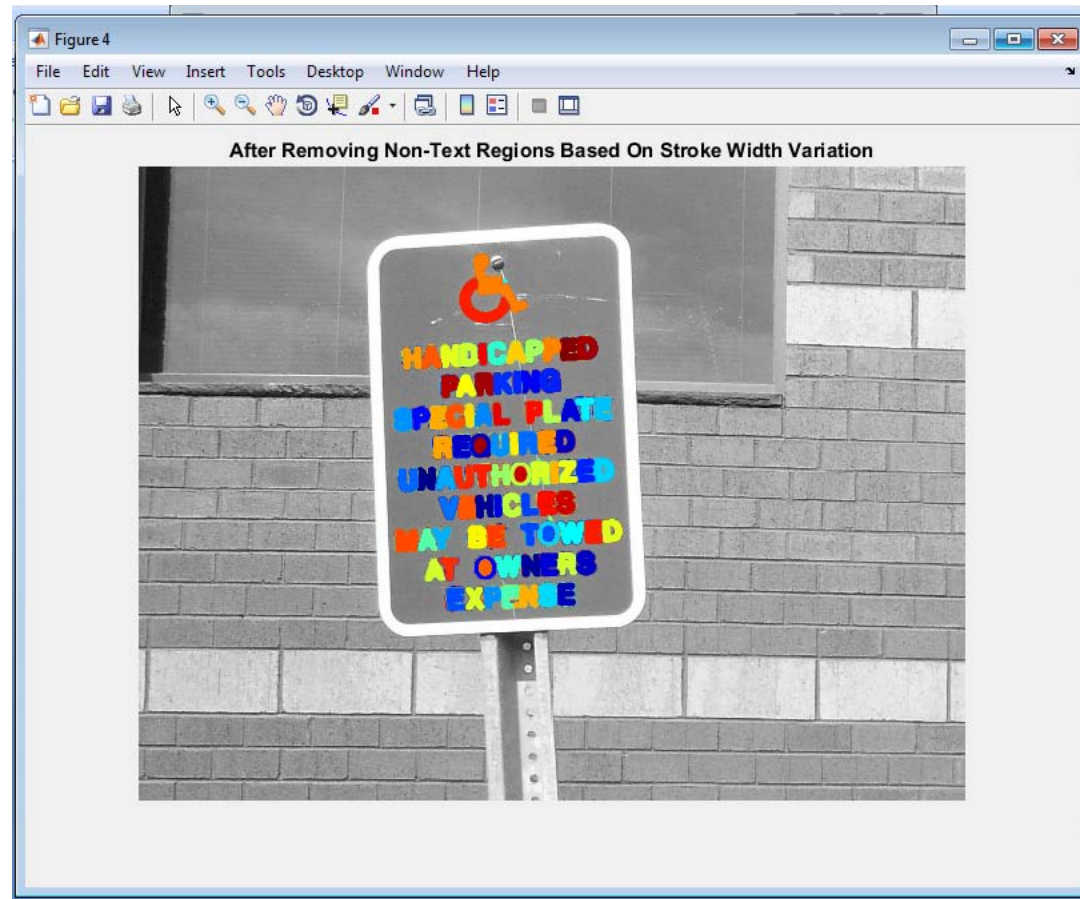 Figure 4
File Edit View Insert Tools Desktop Window Help
After Removing Non-Text Regions Based On Stroke Width Variation
HANDICAPPED
PARKING
SPECIAL PLATE
REQUIRED
UNAUTHORIZED
VEHICLES
MAY BE TOWED
AT OWNERS
EXPENSE